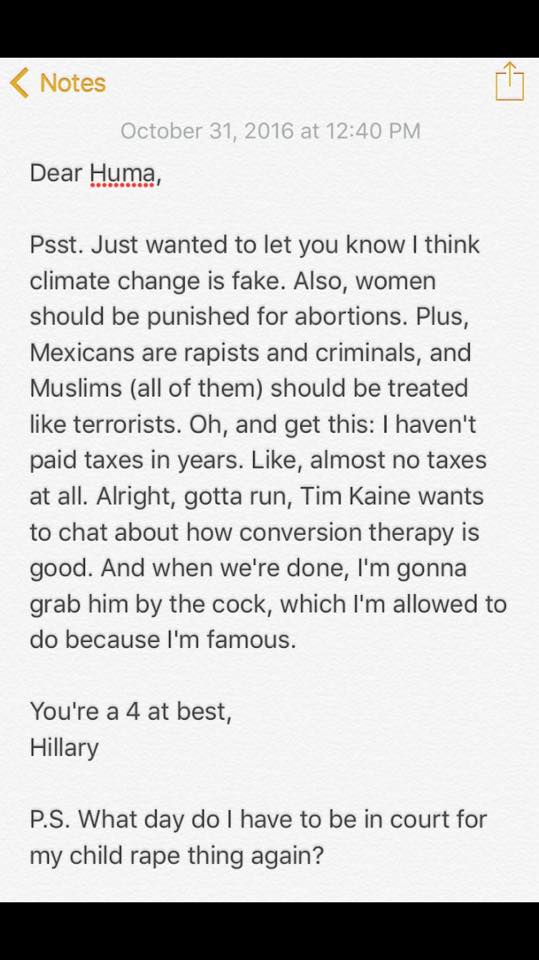 Notes
October 31, 2016 at 12:40 PM
Dear Huma,
Psst. Just wanted to let you know I think
climate change is fake. Also, women
should be punished for abortions. Plus,
Mexicans are rapists and criminals, and
Muslims (all of them) should be treated
like terrorists. Oh, and get this: I haven't
paid taxes in years. Like, almost no taxes
at all. Alright, gotta run, Tim Kaine wants
to chat about how conversion therapy is
good. And when we're done, I'm gonna
grab him by the cock, which I'm allowed to
do because I'm famous.
You're a 4 at best,
Hillary
P.S. What day do I have to be in court for
my child rape thing again?